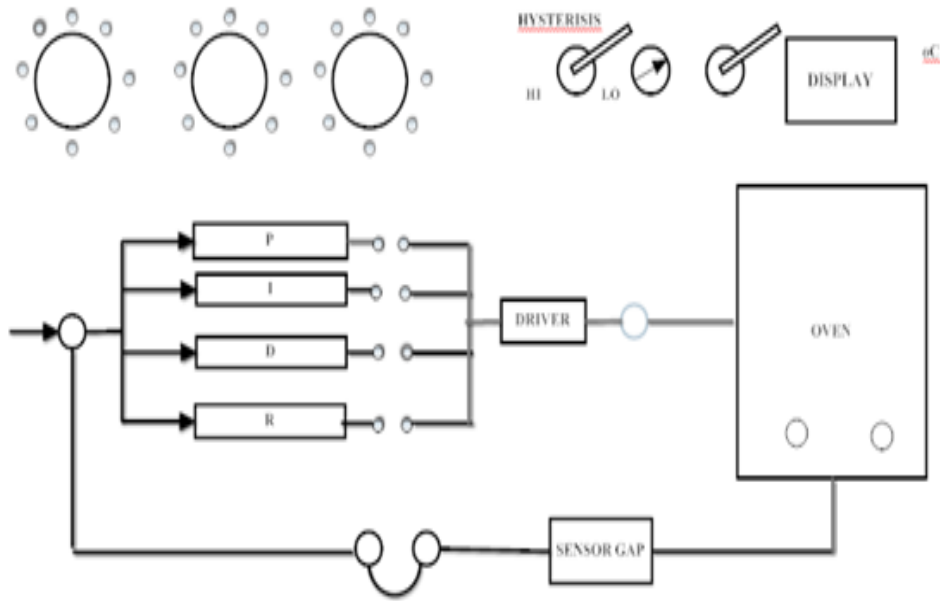 HYSTERISIS
oC
HI
LO
DISPLAY
P
I
D
R
DRIVER
OVEN
SENSOR GAP